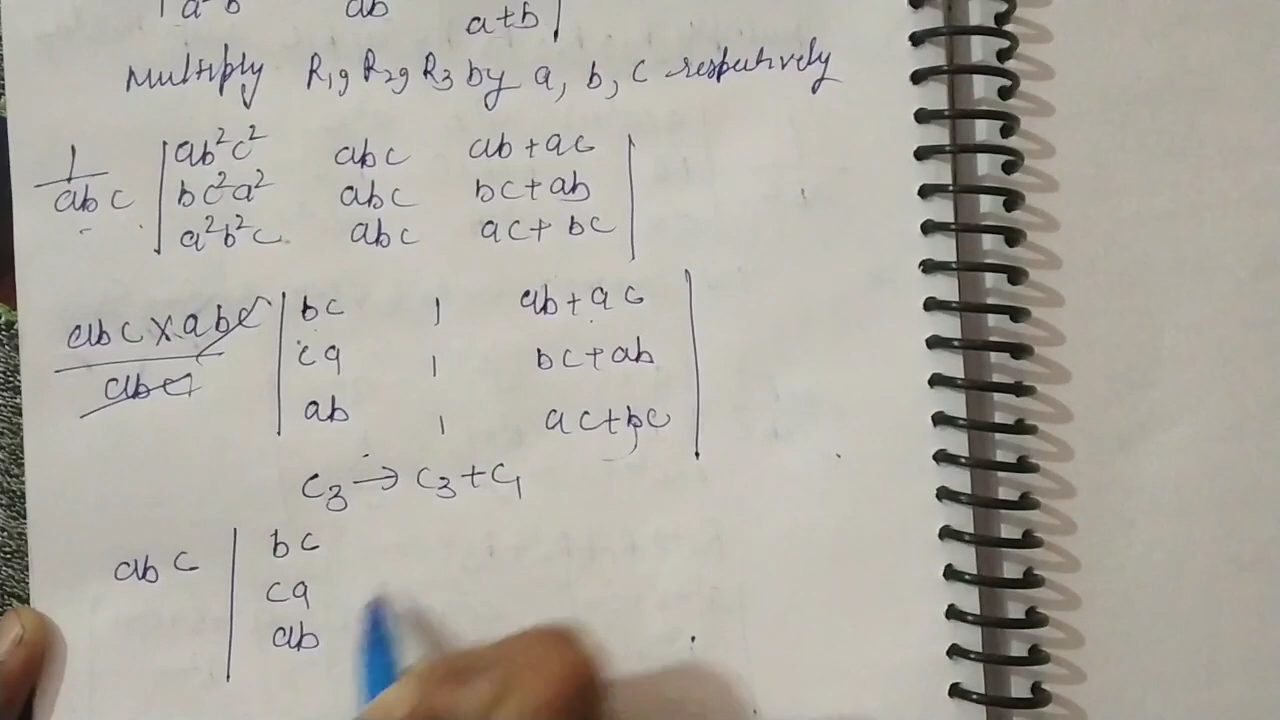 a²b² ab a+b
Multiply R₁, R₂, R₃ by a, b, c respectively
1/abc | ab²c² abc ab+ac |
| bc²a² abc bc+ab |
| a²b²c abc ac+bc |
abc×abc/abc | bc 1 ab+ac |
| ca 1 bc+ab |
| ab 1 ac+bc |
C₃ → C₃+C₁
abc | bc
ca
ab